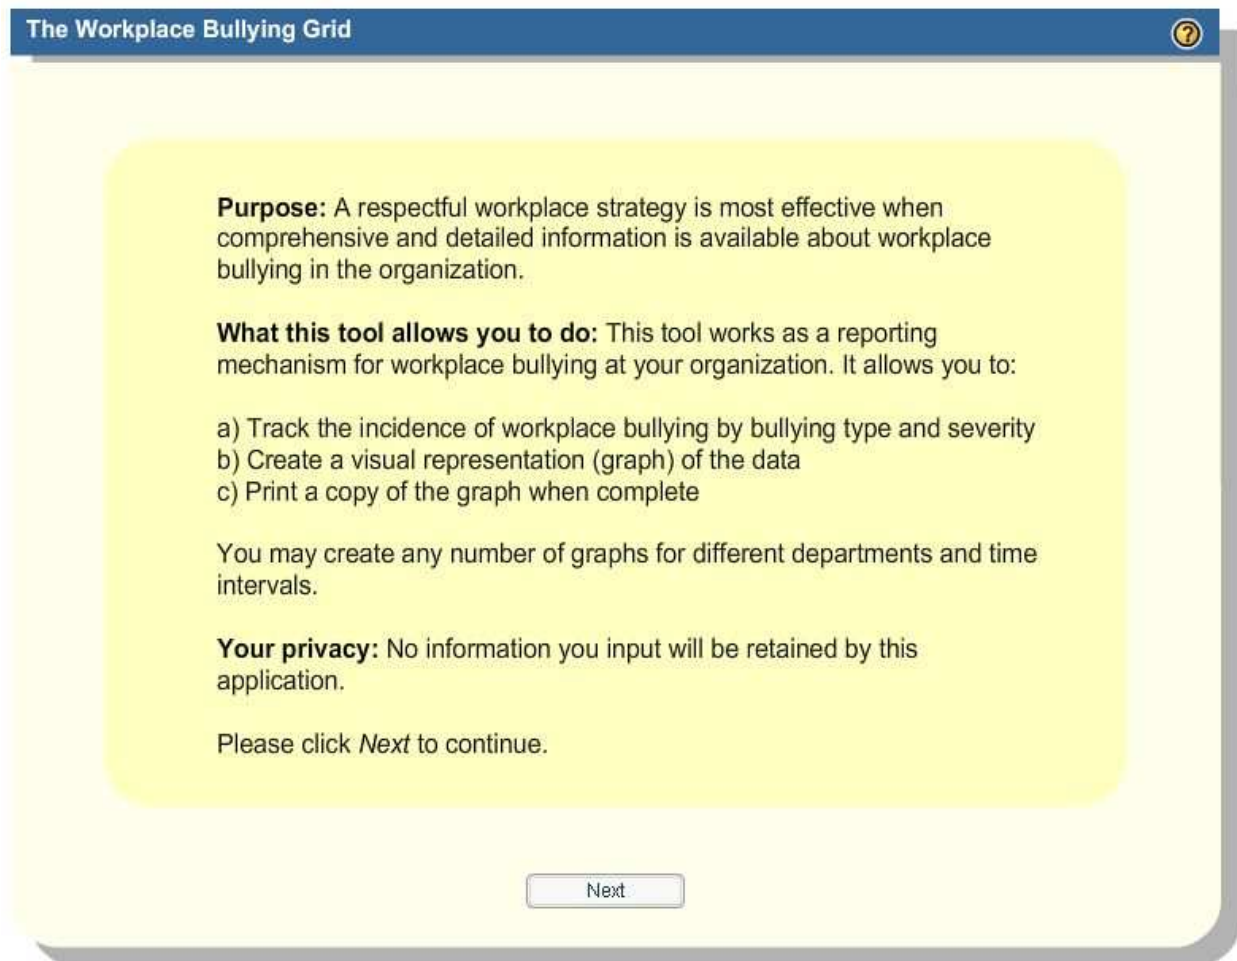 The Workplace Bullying Grid
?
Purpose: A respectful workplace strategy is most effective when
comprehensive and detailed information is available about workplace
bullying in the organization.
What this tool allows you to do: This tool works as a reporting
mechanism for workplace bullying at your organization. It allows you to:
a) Track the incidence of workplace bullying by bullying type and severity
b) Create a visual representation (graph) of the data
c) Print a copy of the graph when complete
You may create any number of graphs for different departments and time
intervals.
Your privacy: No information you input will be retained by this
application.
Please click Next to continue.
Next